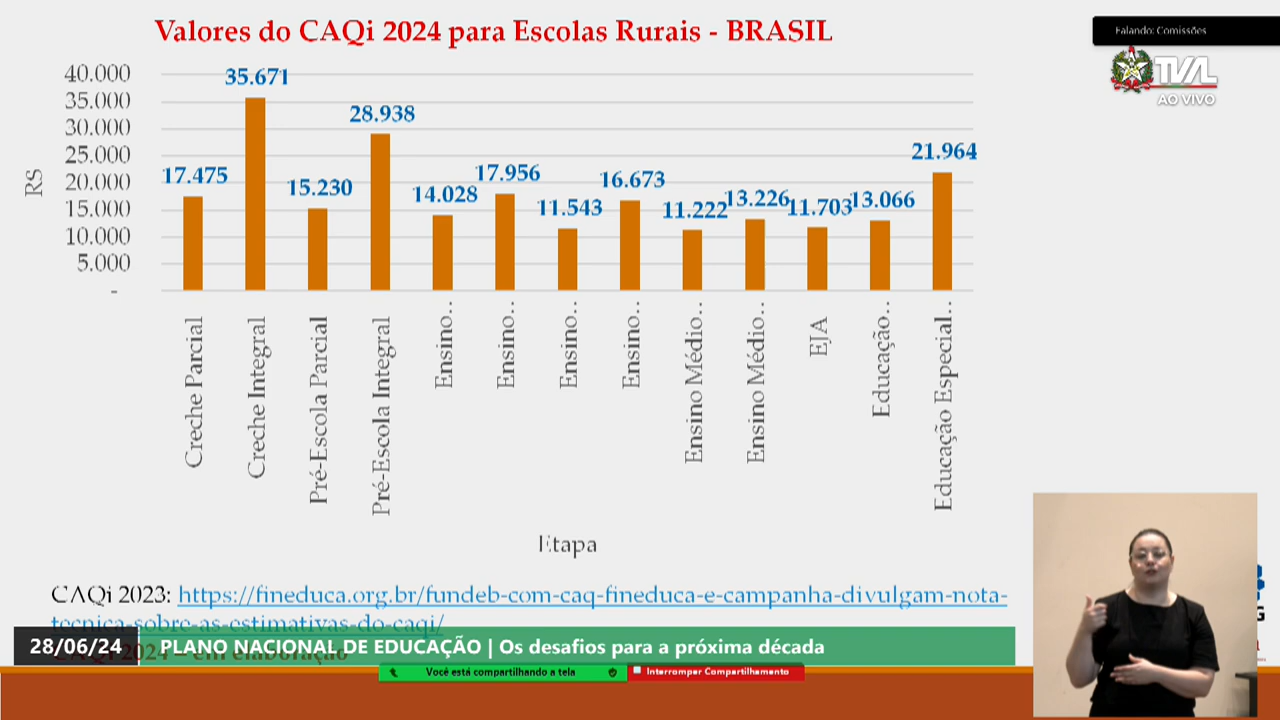 Valores do CAQi 2024 para Escolas Rurais - BRASIL
Falando: Comissões
TVAL
AO VIVO
R$
40.000
35.000
30.000
25.000
20.000
15.000
10.000
5.000
-
17.475
35.671
15.230
28.938
14.028
17.956
11.543
16.673
11.222
13.226
11.703
13.066
21.964
Creche Parcial
Creche Integral
Pré-Escola Parcial
Pré-Escola Integral
Ensino..
Ensino..
Ensino..
Ensino..
Ensino Médio..
Ensino Médio..
EJA
Educação..
Educação Especial..
Etapa
CAQi 2023: https://fineduca.org.br/fundeb-com-caq-fineduca-e-campanha-divulgam-nota-
tecnica-sobre-as-estimativas-do-caqi/
CAQi 2024 – em elaboração
28/06/24
PLANO NACIONAL DE EDUCAÇÃO | Os desafios para a próxima década
Você está compartilhando a tela
Interromper Compartilhamento